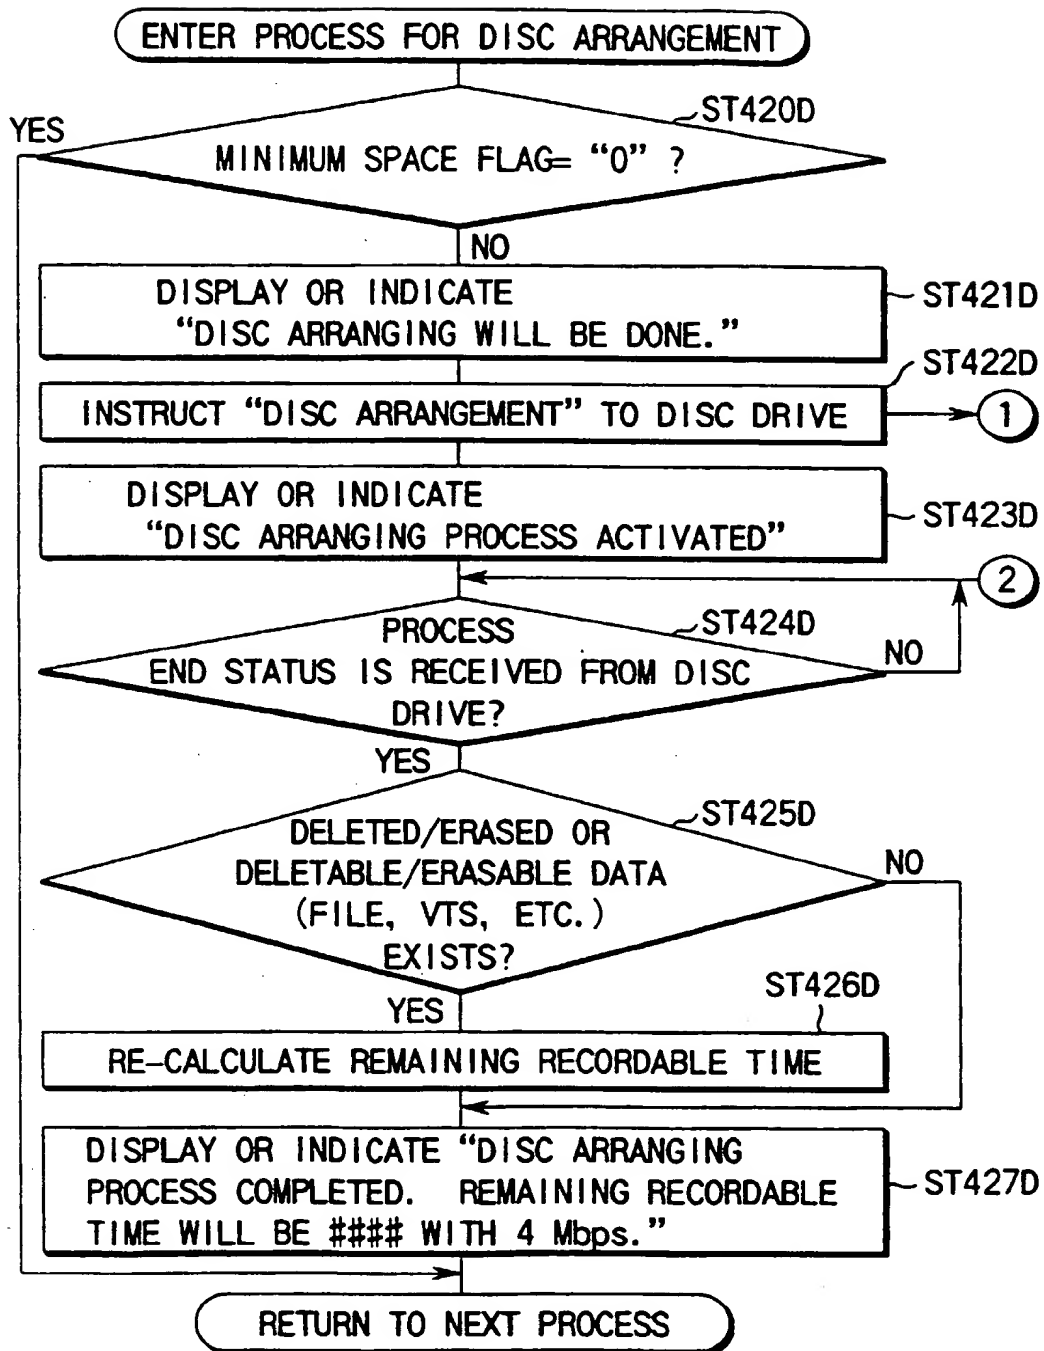 ENTER PROCESS FOR DISC ARRANGEMENT
ST420D
YES
MINIMUM SPACE FLAG= “0” ?
NO
DISPLAY OR INDICATE
“DISC ARRANGING WILL BE DONE.”
ST421D
ST422D
INSTRUCT “DISC ARRANGEMENT” TO DISC DRIVE
1
DISPLAY OR INDICATE
“DISC ARRANGING PROCESS ACTIVATED”
ST423D
2
ST424D
PROCESS
END STATUS IS RECEIVED FROM DISC
DRIVE?
NO
YES
ST425D
DELETED/ERASED OR
DELETABLE/ERASABLE DATA
(FILE, VTS, ETC.)
EXISTS?
NO
YES
ST426D
RE-CALCULATE REMAINING RECORDABLE TIME
DISPLAY OR INDICATE “DISC ARRANGING
PROCESS COMPLETED. REMAINING RECORDABLE
TIME WILL BE #### WITH 4 Mbps.”
ST427D
RETURN TO NEXT PROCESS